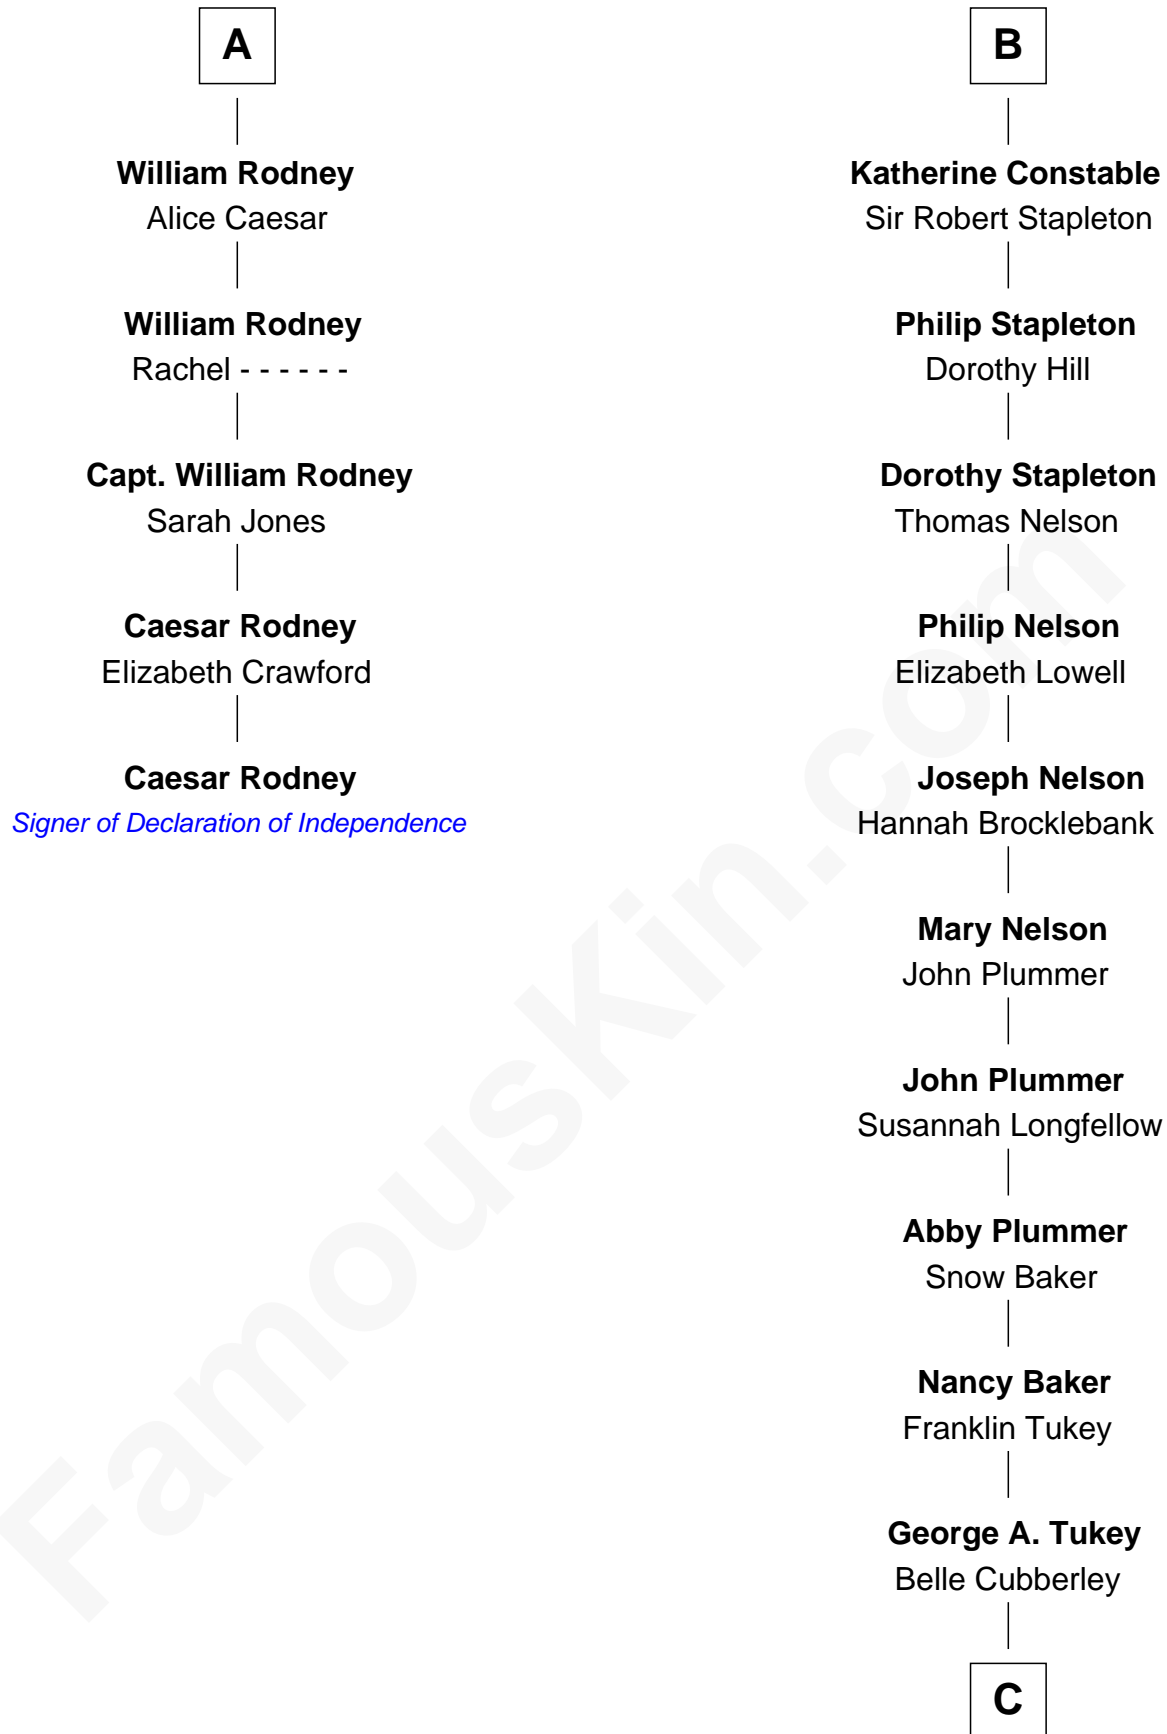 A
William Rodney
Alice Caesar
William Rodney
Rachel - - - - - -
Capt. William Rodney
Sarah Jones
Caesar Rodney
Elizabeth Crawford
Caesar Rodney
Signer of Declaration of Independence
B
Katherine Constable
Sir Robert Stapleton
Philip Stapleton
Dorothy Hill
Dorothy Stapleton
Thomas Nelson
Philip Nelson
Elizabeth Lowell
Joseph Nelson
Hannah Brocklebank
Mary Nelson
John Plummer
John Plummer
Susannah Longfellow
Abby Plummer
Snow Baker
Nancy Baker
Franklin Tukey
George A. Tukey
Belle Cubberley
C
FamousKin.com